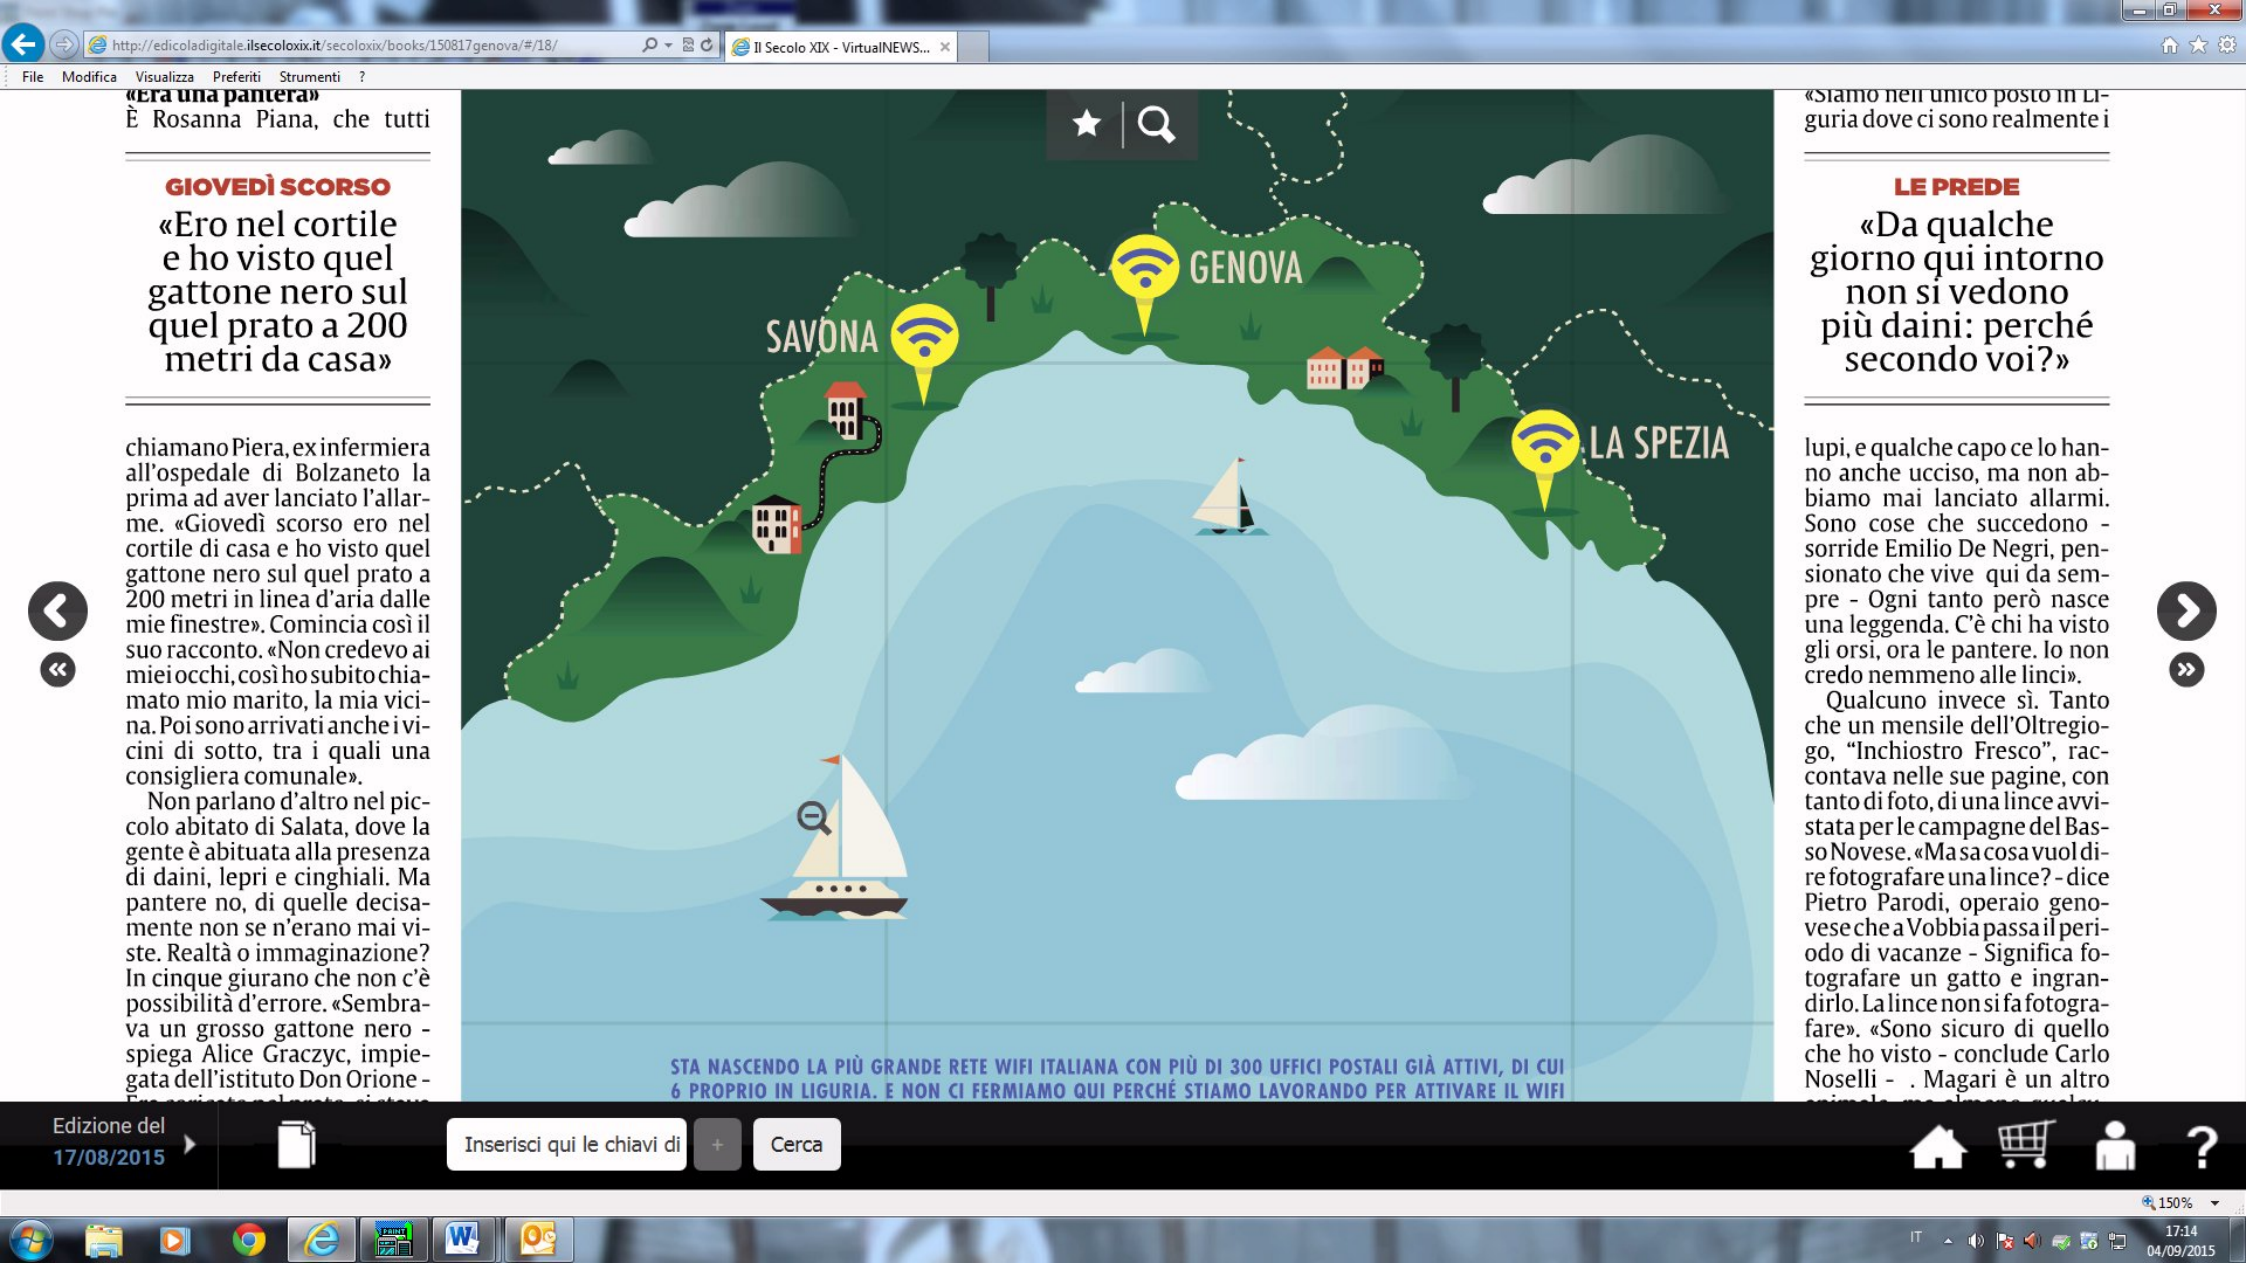 http://edicoladigitale.ilsecoloxix.it/secoloxix/books/150817genova/#/18/
Il Secolo XIX - VirtualNEWS...
File Modifica Visualizza Preferiti Strumenti ?
«Era una pantera»
È Rosanna Piana, che tutti
GIOVEDÌ SCORSO
«Ero nel cortile
e ho visto quel
gattone nero sul
quel prato a 200
metri da casa»
chiamano Piera, ex infermiera
all'ospedale di Bolzaneto la
prima ad aver lanciato l'allar-
me. «Giovedì scorso ero nel
cortile di casa e ho visto quel
gattone nero sul quel prato a
200 metri in linea d'aria dalle
mie finestre». Comincia così il
suo racconto. «Non credevo ai
miei occhi, così ho subito chia-
mato mio marito, la mia vici-
na. Poi sono arrivati anche i vi-
cini di sotto, tra i quali una
consigliera comunale».
Non parlano d'altro nel pic-
colo abitato di Salata, dove la
gente è abituata alla presenza
di daini, lepri e cinghiali. Ma
pantere no, di quelle decisa-
mente non se n'erano mai vi-
ste. Realtà o immaginazione?
In cinque giurano che non c'è
possibilità d'errore. «Sembra-
va un grosso gattone nero -
spiega Alice Graczyc, impie-
gata dell'istituto Don Orione -
GENOVA
SAVONA
LA SPEZIA
STA NASCENDO LA PIÙ GRANDE RETE WIFI ITALIANA CON PIÙ DI 300 UFFICI POSTALI GIÀ ATTIVI, DI CUI
6 PROPRIO IN LIGURIA. E NON CI FERMIAMO QUI PERCHÉ STIAMO LAVORANDO PER ATTIVARE IL WIFI
«Siamo nell'unico posto in Li-
guria dove ci sono realmente i
LE PREDE
«Da qualche
giorno qui intorno
non si vedono
più daini: perché
secondo voi?»
lupi, e qualche capo ce lo han-
no anche ucciso, ma non ab-
biamo mai lanciato allarmi.
Sono cose che succedono -
sorride Emilio De Negri, pen-
sionato che vive qui da sem-
pre - Ogni tanto però nasce
una leggenda. C'è chi ha visto
gli orsi, ora le pantere. Io non
credo nemmeno alle linci».
Qualcuno invece sì. Tanto
che un mensile dell'Oltregio-
go, “Inchiostro Fresco”, rac-
contava nelle sue pagine, con
tanto di foto, di una lince avvi-
stata per le campagne del Bas-
so Novese. «Ma sa cosa vuol di-
re fotografare una lince? - dice
Pietro Parodi, operaio geno-
vese che a Vobbia passa il peri-
odo di vacanze - Significa fo-
tografare un gatto e ingran-
dirlo. La lince non si fa fotogra-
fare». «Sono sicuro di quello
che ho visto - conclude Carlo
Noselli - . Magari è un altro
Edizione del
17/08/2015
Inserisci qui le chiavi di
+
Cerca
?
150%
PAINT
IT
17:14
04/09/2015